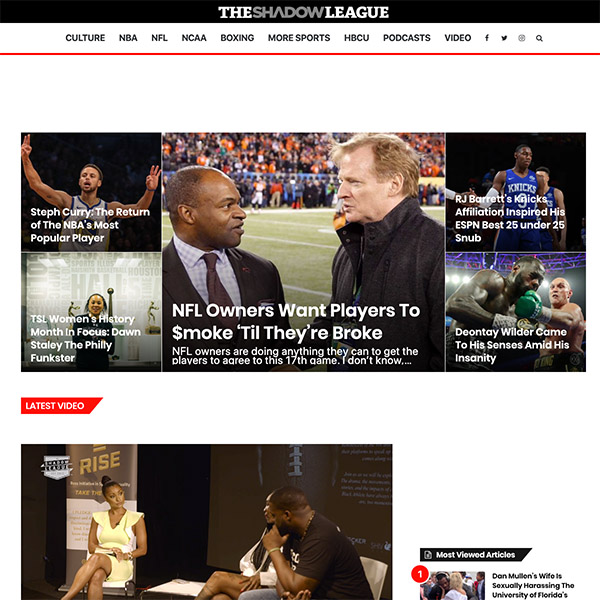 THESHADOWLEAGUE
CULTURE NBA NFL NCAA BOXING MORE SPORTS HBCU PODCASTS VIDEO
Steph Curry: The Return
of The NBA's Most
Popular Player
TSL Women's History
Month In Focus: Dawn
Staley The Philly
Funkster
NFL Owners Want Players To
$moke 'Til They're Broke
NFL owners are doing anything they can to get the
players to agree to this 17th game. I don't know,...
KNICKS
RJ Barrett's Knicks
Affiliation Inspired His
ESPN Best 25 under 25
Snub
Deontay Wilder Came
To His Senses Amid His
Insanity
LATEST VIDEO
SHADOW
LEAGUE
RISE
TAKE THE
Most Viewed Articles
1
Dan Mullen's Wife Is
Sexually Harassing The
University of Florida's